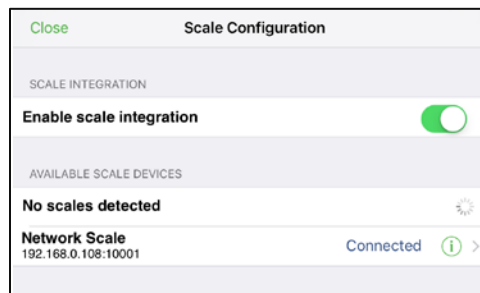 Close Scale Configuration
SCALE INTEGRATION
Enable scale integration
AVAILABLE SCALE DEVICES
No scales detected
Network Scale
192.168.0.108:10001
Connected